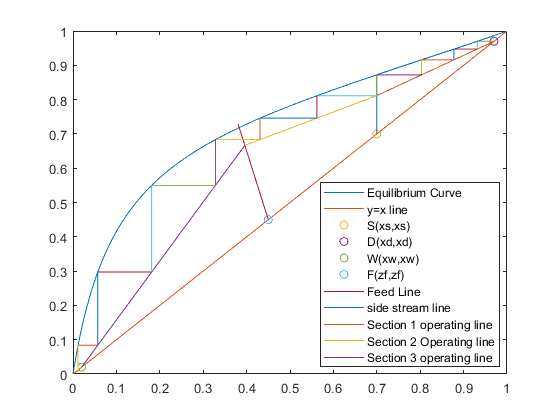 1
0.9
0.8
0.7
0.6
0.5
0.4
0.3
0.2
0.1
0
0 0.1 0.2 0.3 0.4 0.5 0.6 0.7 0.8 0.9 1
Equilibrium Curve
y=x line
S(xs,xs)
D(xd,xd)
W(xw,xw)
F(zf,zf)
Feed Line
side stream line
Section 1 operating line
Section 2 Operating line
Section 3 operating line